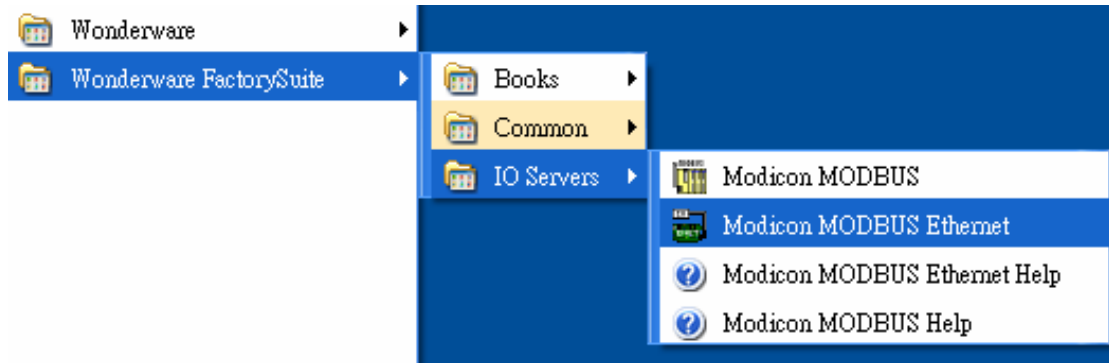 Wonderware
Wonderware FactorySuite
Books
Common
IO Servers
Modicon MODBUS
Modicon MODBUS Ethernet
Modicon MODBUS Ethernet Help
Modicon MODBUS Help